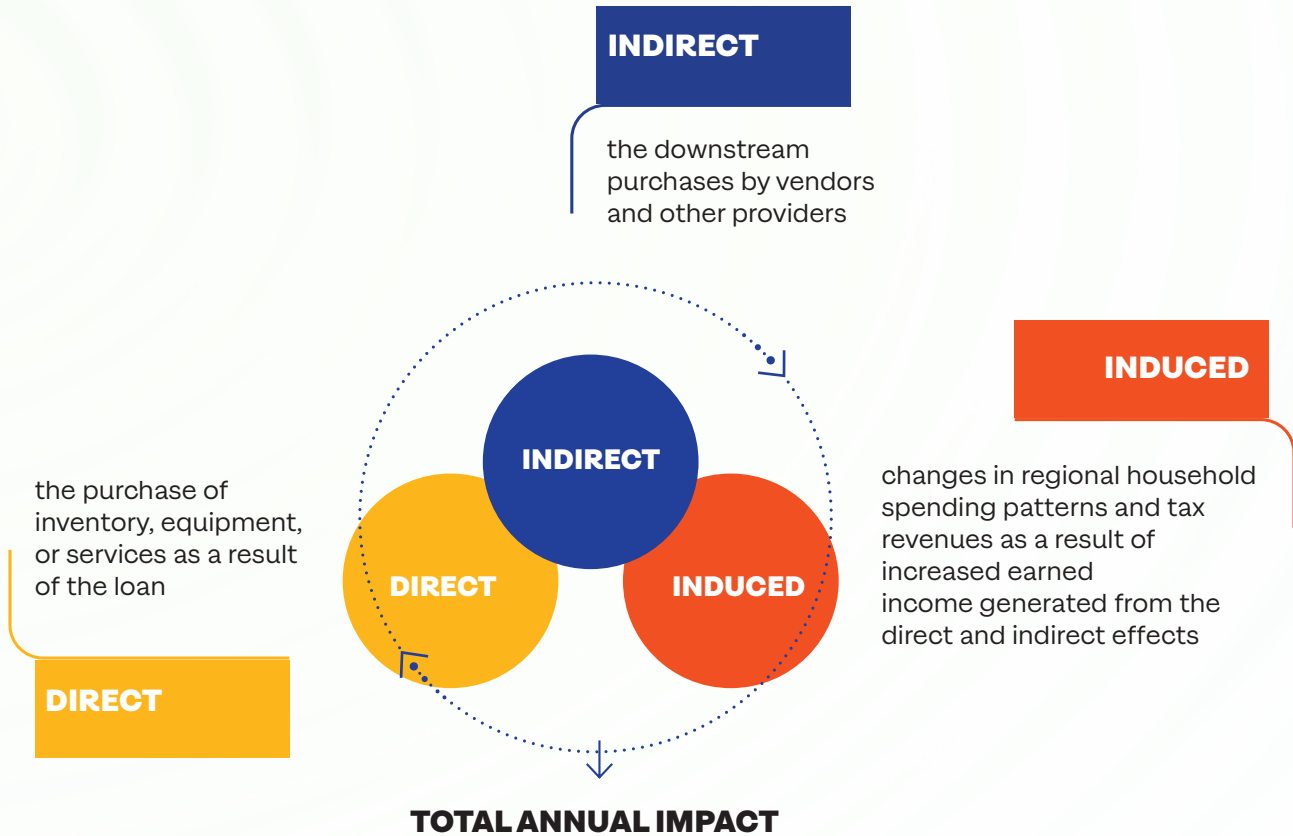 INDIRECT
the downstream
purchases by vendors
and other providers
INDUCED
changes in regional household
spending patterns and tax
revenues as a result of
increased earned
income generated from the
direct and indirect effects
the purchase of
inventory, equipment,
or services as a result
of the loan
DIRECT
INDIRECT
DIRECT
INDUCED
TOTAL ANNUAL IMPACT